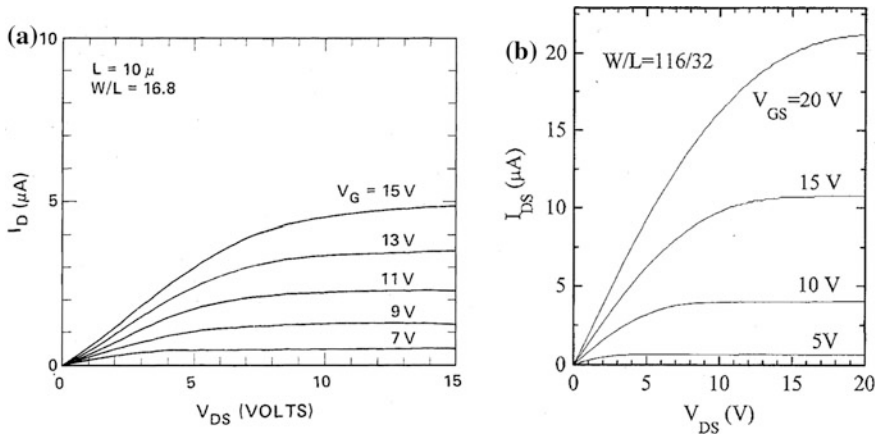 (a)
10
5
0
I_D (μA)
L = 10 μ
W/L = 16.8
V_G = 15V
13 V
11 V
9 V
7 V
0 5 10 15
V_DS (VOLTS)
(b)
20
15
10
5
0
I_DS (μA)
W/L=116/32
V_GS=20 V
15 V
10 V
5V
0 5 10 15 20
V_DS (V)